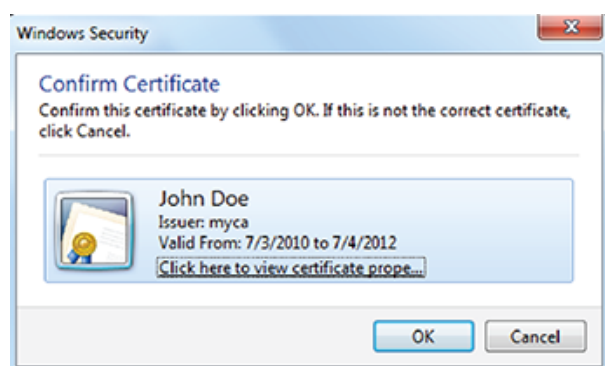 Windows Security
Confirm Certificate
Confirm this certificate by clicking OK. If this is not the correct certificate,
click Cancel.
John Doe
Issuer: myca
Valid From: 7/3/2010 to 7/4/2012
Click here to view certificate prope...
OK Cancel